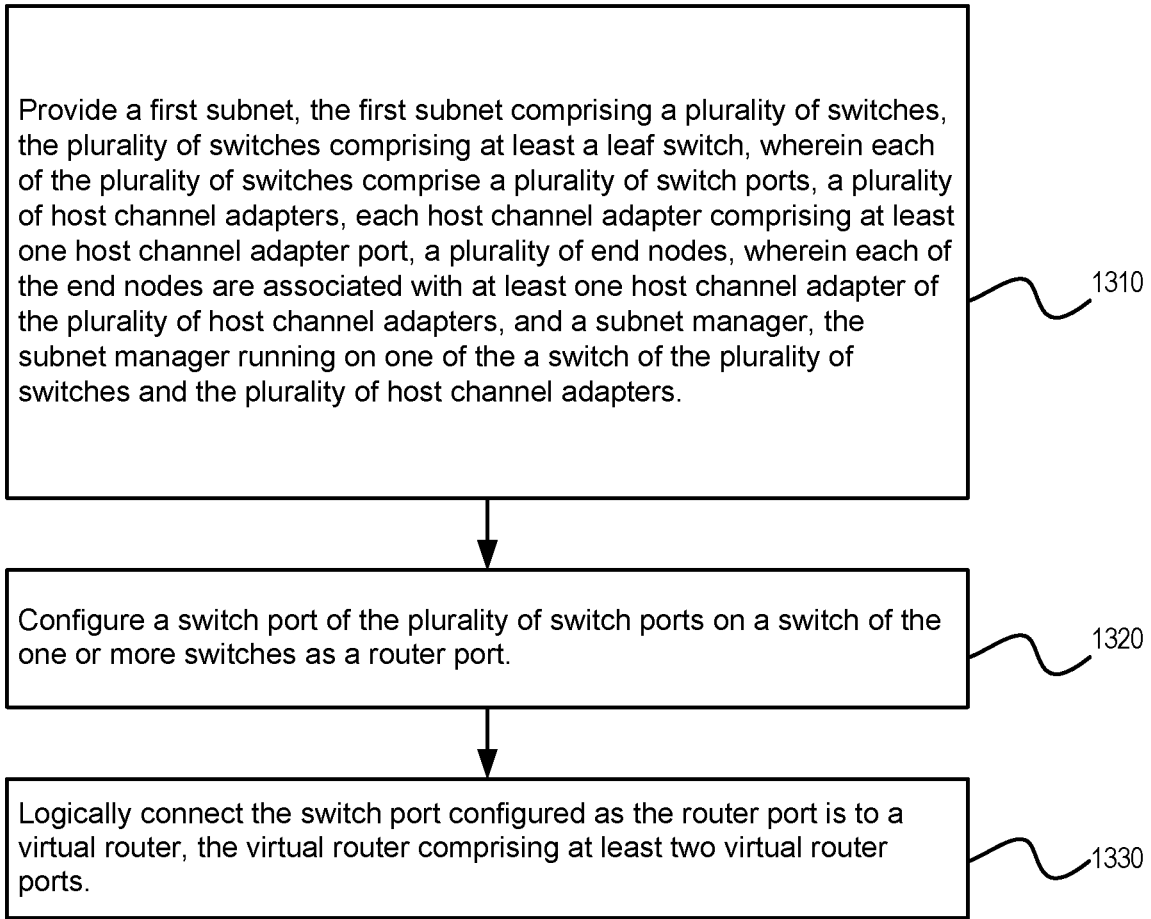 Provide a first subnet, the first subnet comprising a plurality of switches,
the plurality of switches comprising at least a leaf switch, wherein each
of the plurality of switches comprise a plurality of switch ports, a plurality
of host channel adapters, each host channel adapter comprising at least
one host channel adapter port, a plurality of end nodes, wherein each of
the end nodes are associated with at least one host channel adapter of
the plurality of host channel adapters, and a subnet manager, the
subnet manager running on one of the a switch of the plurality of
switches and the plurality of host channel adapters.
1310
Configure a switch port of the plurality of switch ports on a switch of the
one or more switches as a router port.
1320
Logically connect the switch port configured as the router port is to a
virtual router, the virtual router comprising at least two virtual router
ports.
1330